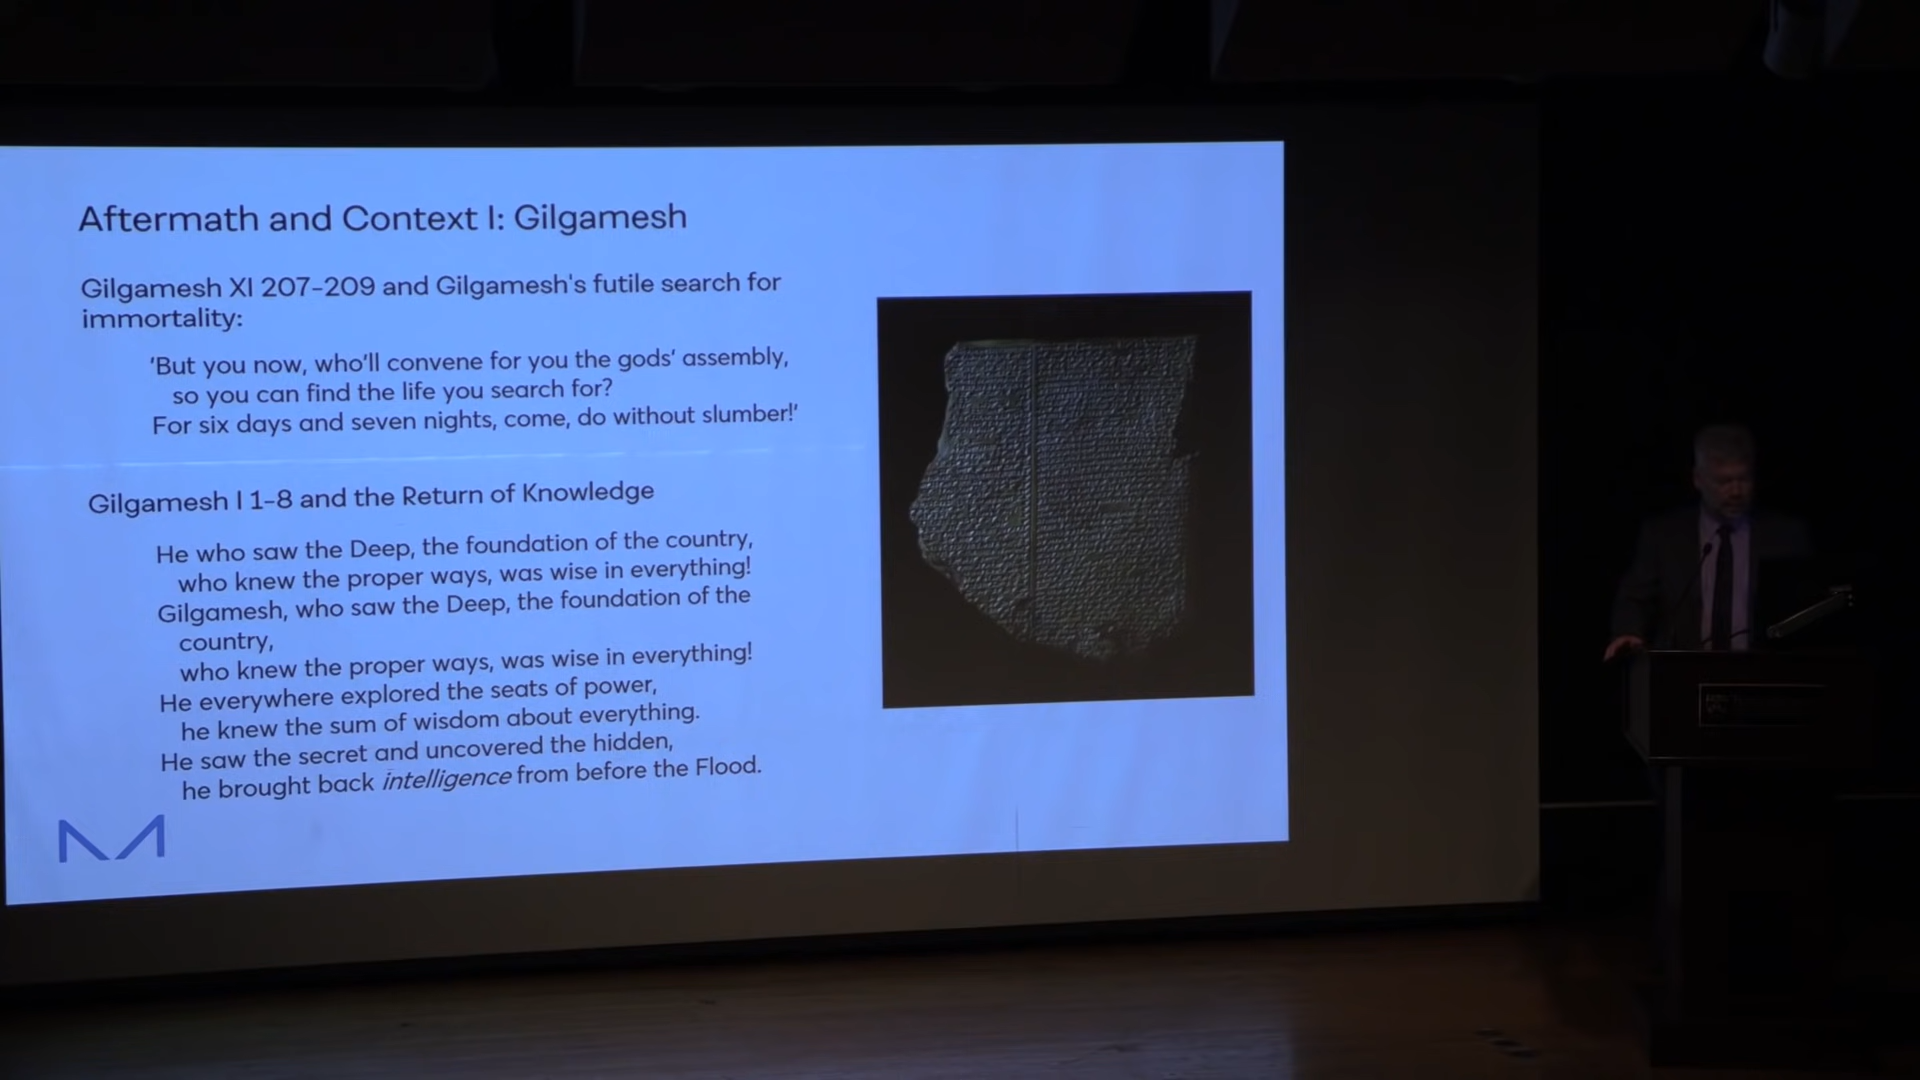 Aftermath and Context I: Gilgamesh
Gilgamesh XI 207-209 and Gilgamesh's futile search for
immortality:
'But you now, who'll convene for you the gods' assembly,
so you can find the life you search for?
For six days and seven nights, come, do without slumber!'
Gilgamesh I 1-8 and the Return of Knowledge
He who saw the Deep, the foundation of the country,
who knew the proper ways, was wise in everything!
Gilgamesh, who saw the Deep, the foundation of the
country,
who knew the proper ways, was wise in everything!
He everywhere explored the seats of power,
he knew the sum of wisdom about everything.
He saw the secret and uncovered the hidden,
he brought back intelligence from before the Flood.